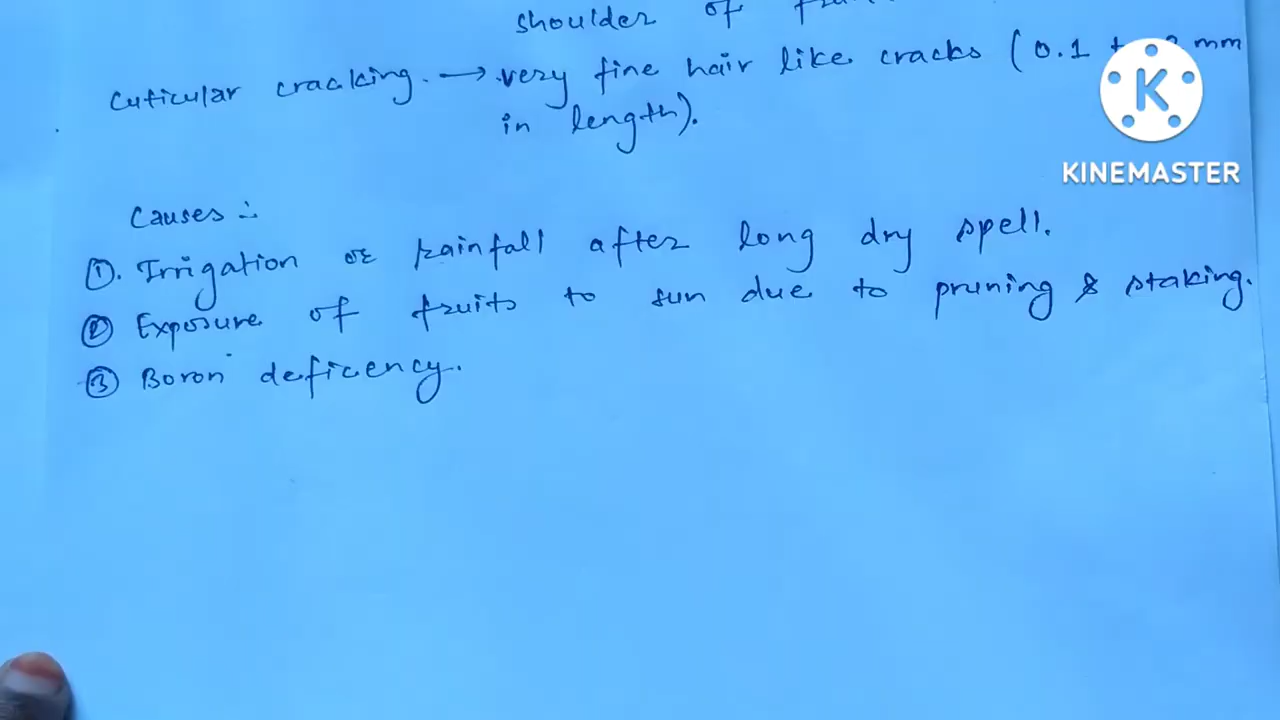 shoulder of
cuticular cracking. → very fine hair like cracks (0.1 mm
in length).
KINEMASTER
Causes :-
①. Irrigation or rainfall after long dry spell.
② Exposure of fruits to sun due to pruning & staking.
③ Boron deficency.